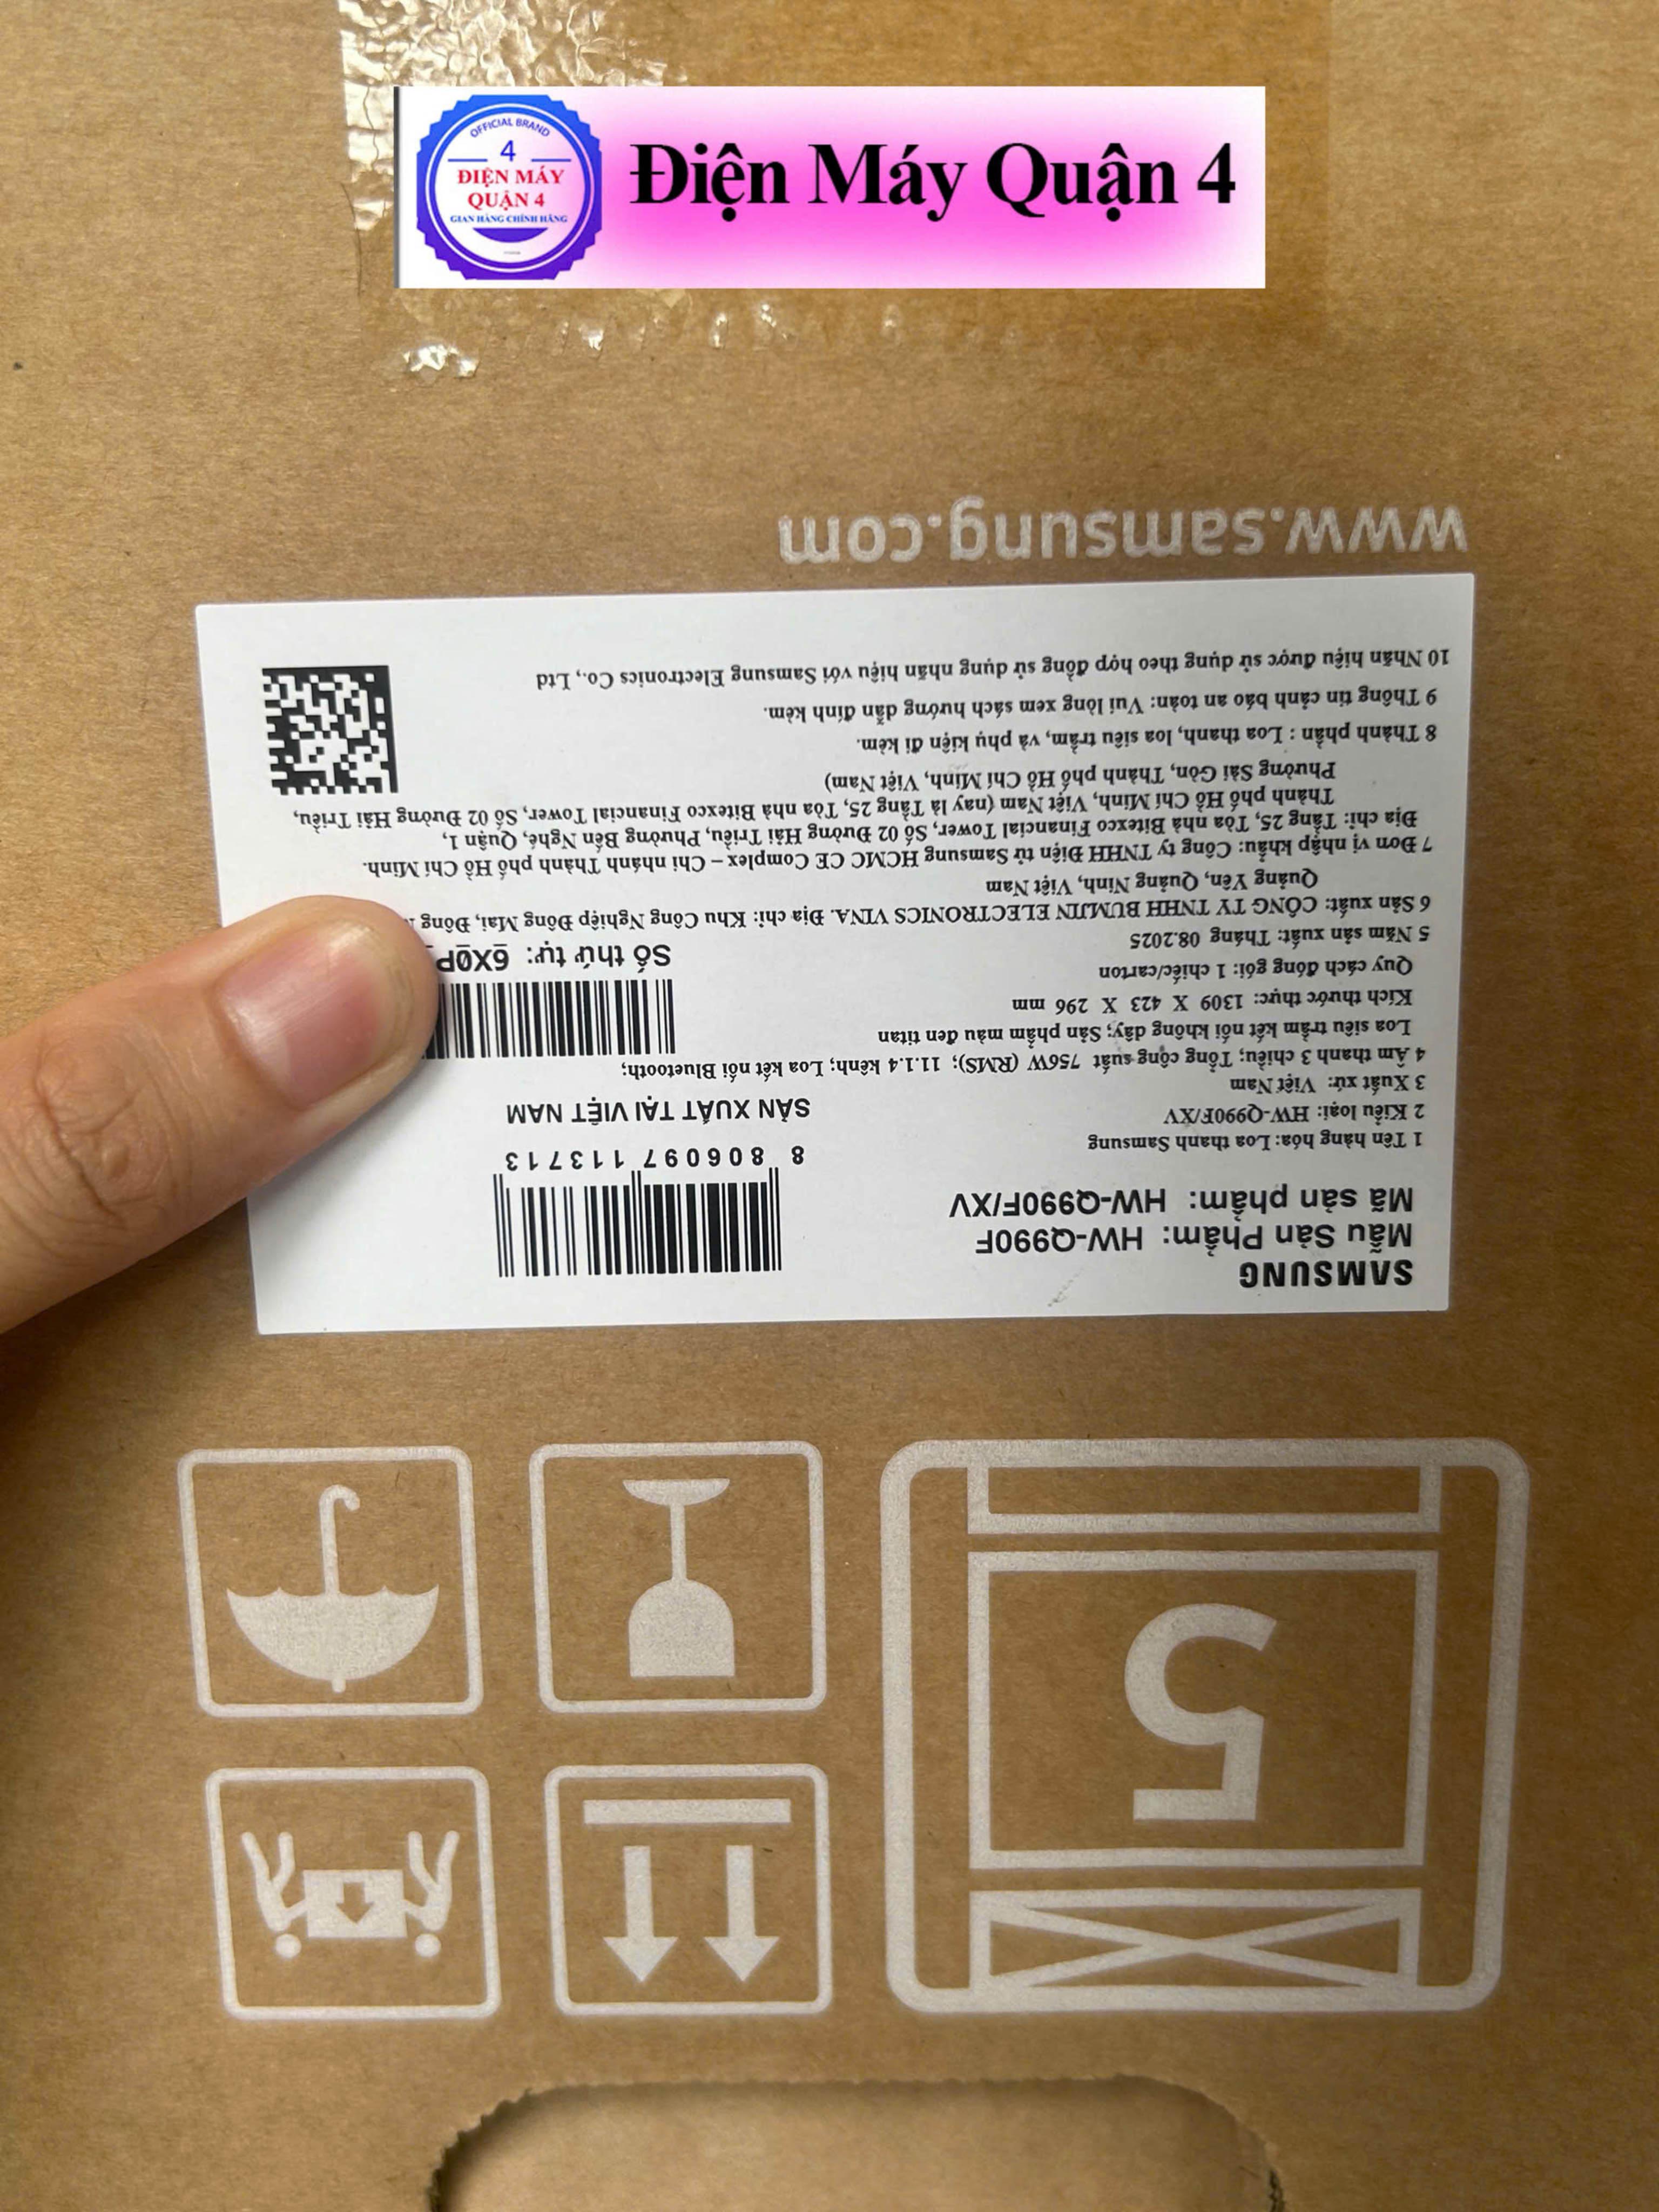 OFFICIAL BRAND
4
ĐIỆN MÁY
QUẬN 4
GIAN HÀNG CHÍNH HÃNG
Điện Máy Quận 4
SAMSUNG
Mẫu Sản Phẩm: HW-Q990F
Mã sản phẩm: HW-Q990F/XV
1 Tên hàng hóa: Loa thanh Samsung
2 Kiểu loại: HW-Q990F/XV
3 Xuất xứ: Việt Nam
4 Âm thanh 3 chiều; Tổng công suất 756W (RMS); 11.1.4 kênh; Loa kết nối Bluetooth;
Loa siêu trầm kết nối không dây; Sản phẩm màu đen titan
Kích thước thực: 1309 X 423 X 296 mm
Quy cách đóng gói: 1 chiếc/carton
5 Năm sản xuất: Tháng 08.2025
8 806097 113713
SẢN XUẤT TẠI VIỆT NAM
Số thứ tự: 6X0P
6 Sản xuất: CÔNG TY TNHH BUMJIN ELECTRONICS VINA. Địa chỉ: Khu Công Nghiệp Đông Mai, Đông
Quảng Yên, Quảng Ninh, Việt Nam
7 Đơn vị nhập khẩu: Công ty TNHH Điện tử Samsung HCMC CE Complex – Chi nhánh Thành phố Hồ Chí Minh.
Địa chỉ: Tầng 25, Tòa nhà Bitexco Financial Tower, Số 02 Đường Hải Triều, Phường Bến Nghé, Quận 1,
Thành phố Hồ Chí Minh, Việt Nam (nay là Tầng 25, Tòa nhà Bitexco Financial Tower, Số 02 Đường Hải Triều,
Phường Sài Gòn, Thành phố Hồ Chí Minh, Việt Nam)
8 Thành phần : Loa thanh, loa siêu trầm, và phụ kiện đi kèm.
9 Thông tin cảnh báo an toàn: Vui lòng xem sách hướng dẫn đính kèm.
10 Nhãn hiệu được sử dụng theo hợp đồng sử dụng nhãn hiệu với Samsung Electronics Co., Ltd
www.samsung.com
5